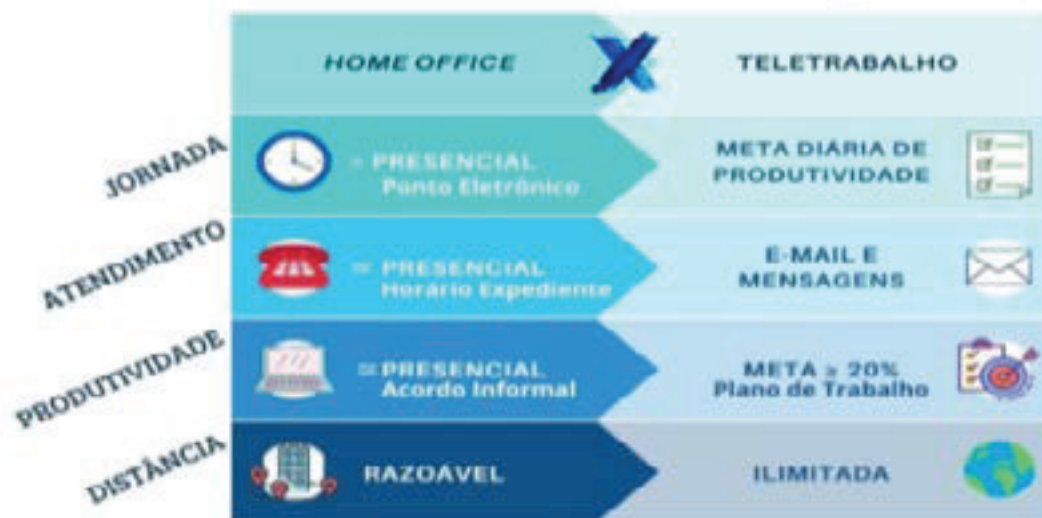 HOME OFFICE X TELETRABALHO
JORNADA
= PRESENCIAL
Ponto Eletrônico
META DIÁRIA DE
PRODUTIVIDADE
ATENDIMENTO
= PRESENCIAL
Horário Expediente
E-MAIL E
MENSAGENS
PRODUTIVIDADE
= PRESENCIAL
Acordo Informal
META ≥ 20%
Plano de Trabalho
DISTÂNCIA
RAZOÁVEL
ILIMITADA